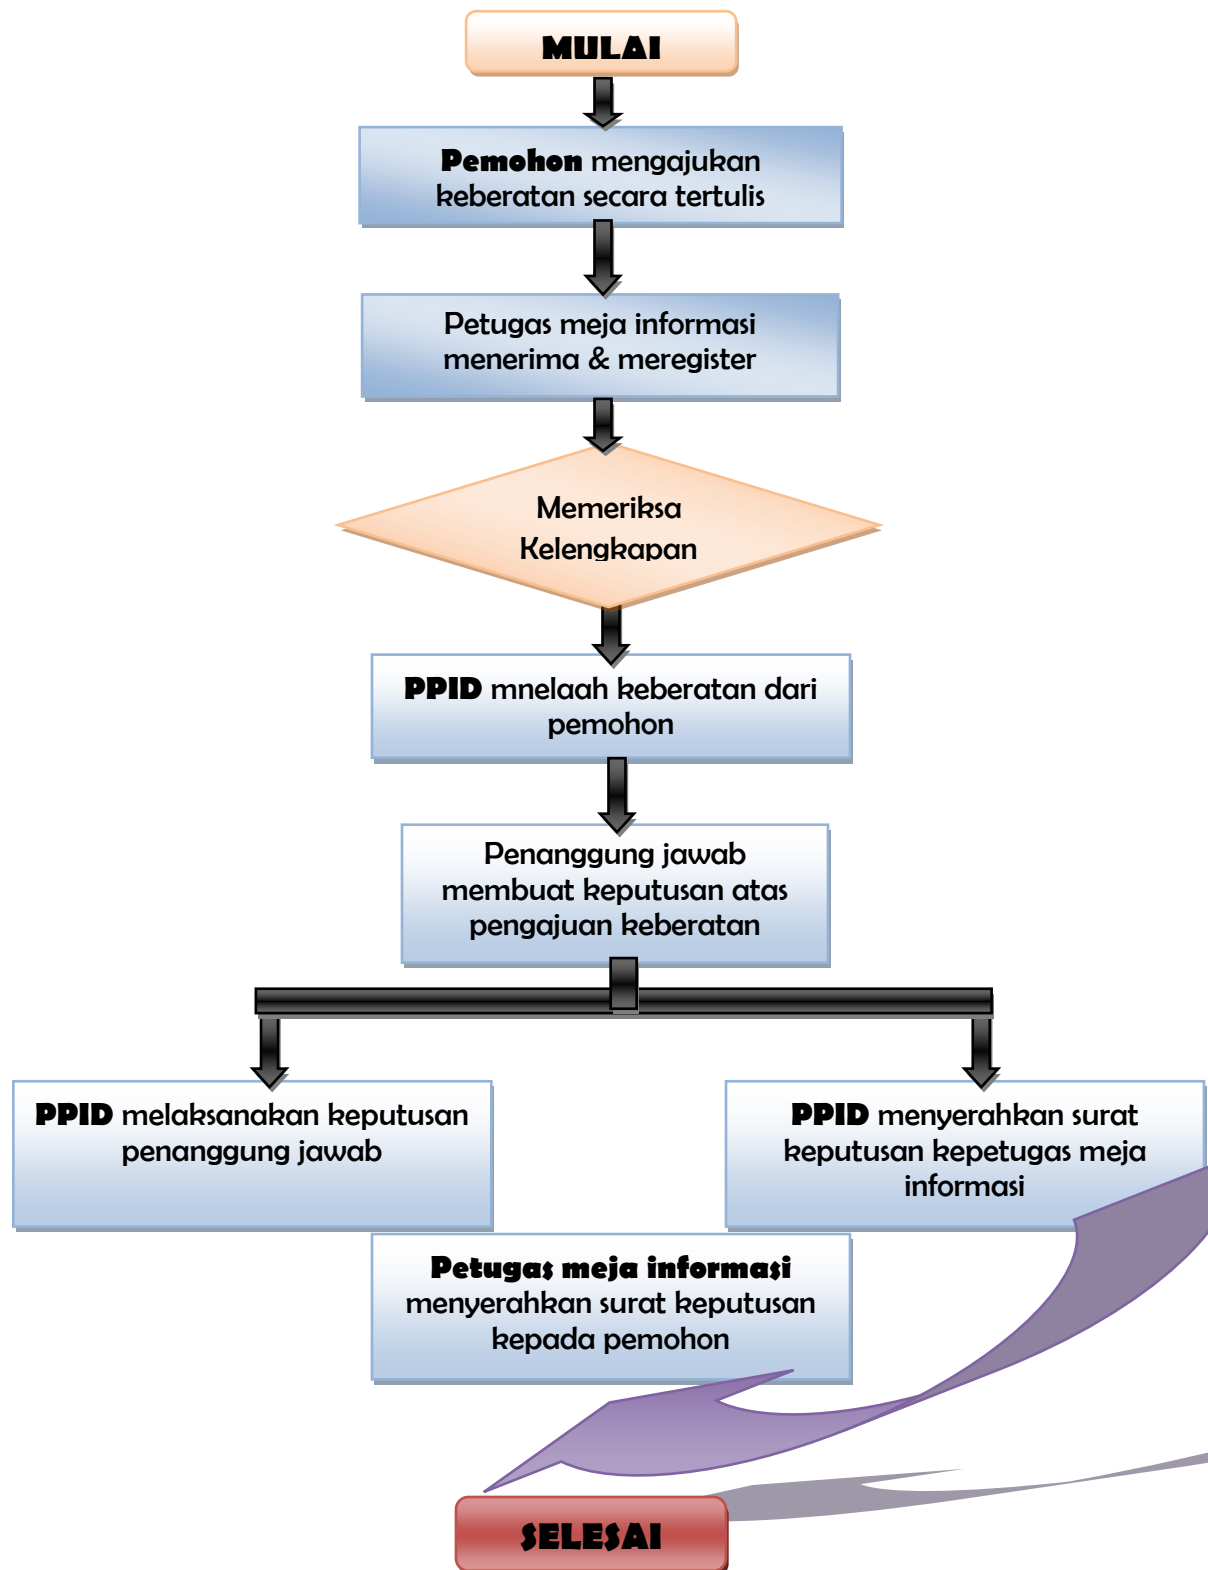 MULAI
Pemohon mengajukan
keberatan secara tertulis
Petugas meja informasi
menerima & meregister
Memeriksa
Kelengkapan
PPID mnelaah keberatan dari
pemohon
Penanggung jawab
membuat keputusan atas
pengajuan keberatan
PPID melaksanakan keputusan
penanggung jawab
PPID menyerahkan surat
keputusan kepetugas meja
informasi
Petugas meja informasi
menyerahkan surat keputusan
kepada pemohon
SELESAI